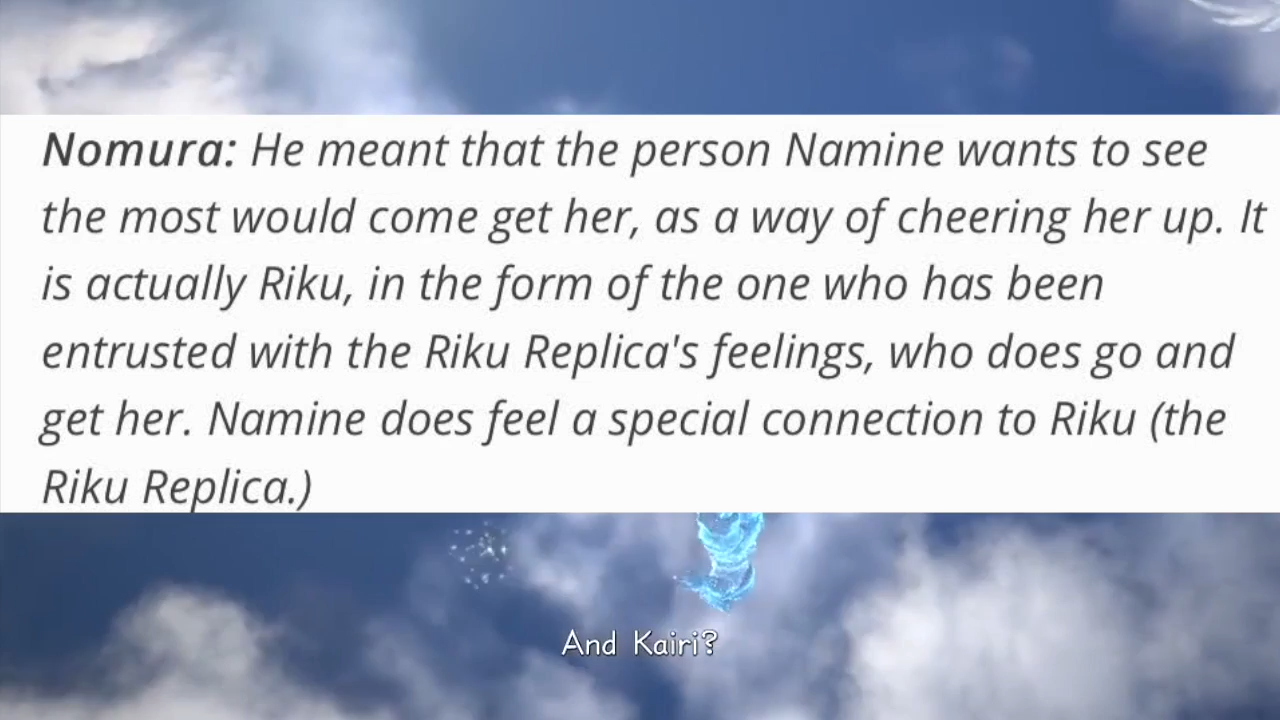 Nomura: He meant that the person Namine wants to see
the most would come get her, as a way of cheering her up. It
is actually Riku, in the form of the one who has been
entrusted with the Riku Replica's feelings, who does go and
get her. Namine does feel a special connection to Riku (the
Riku Replica.)
And Kairi?